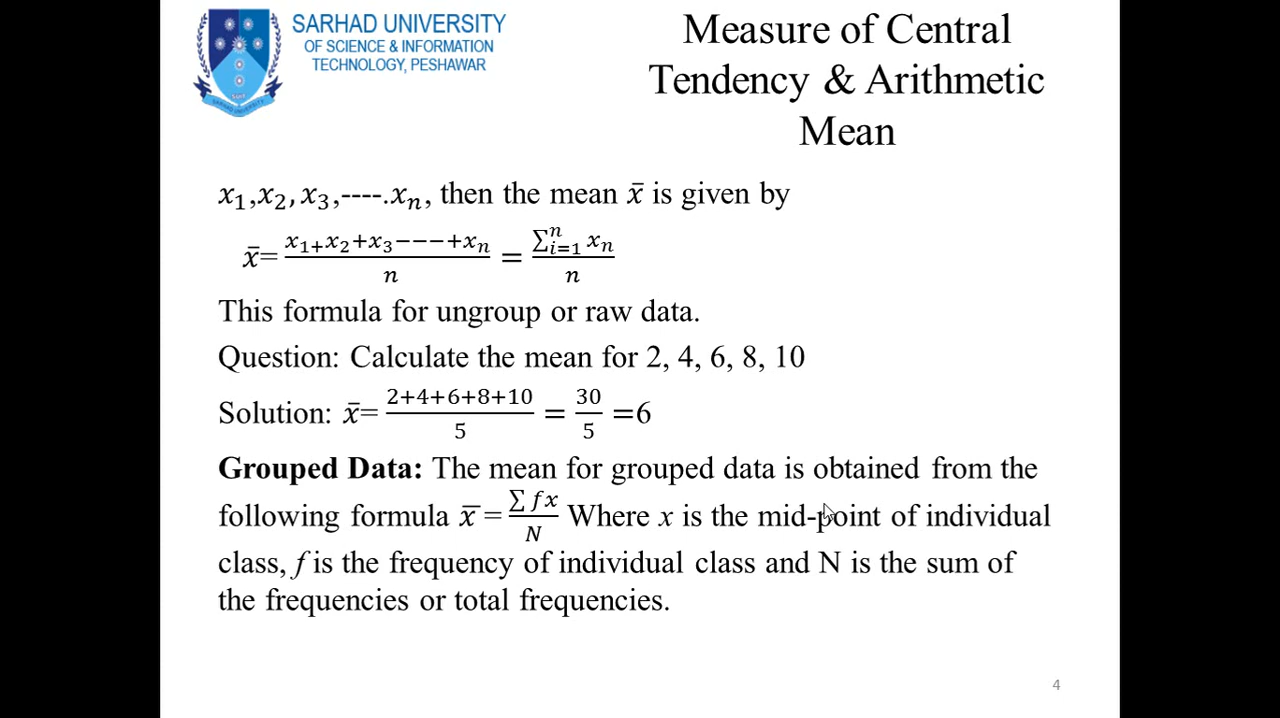 SARHAD UNIVERSITY
OF SCIENCE & INFORMATION
TECHNOLOGY, PESHAWAR
Measure of Central
Tendency & Arithmetic
Mean
x₁,x₂, x₃,----.xₙ, then the mean x̄ is given by
x̄= (x₁₊x₂+x₃−−−+xₙ)/n = (∑ⁿᵢ₌₁ xₙ)/n
This formula for ungroup or raw data.
Question: Calculate the mean for 2, 4, 6, 8, 10
Solution: x̄= (2+4+6+8+10)/5 = 30/5 =6
Grouped Data: The mean for grouped data is obtained from the
following formula x̄ = (∑ fx)/N Where x is the mid-point of individual
class, f is the frequency of individual class and N is the sum of
the frequencies or total frequencies.
4